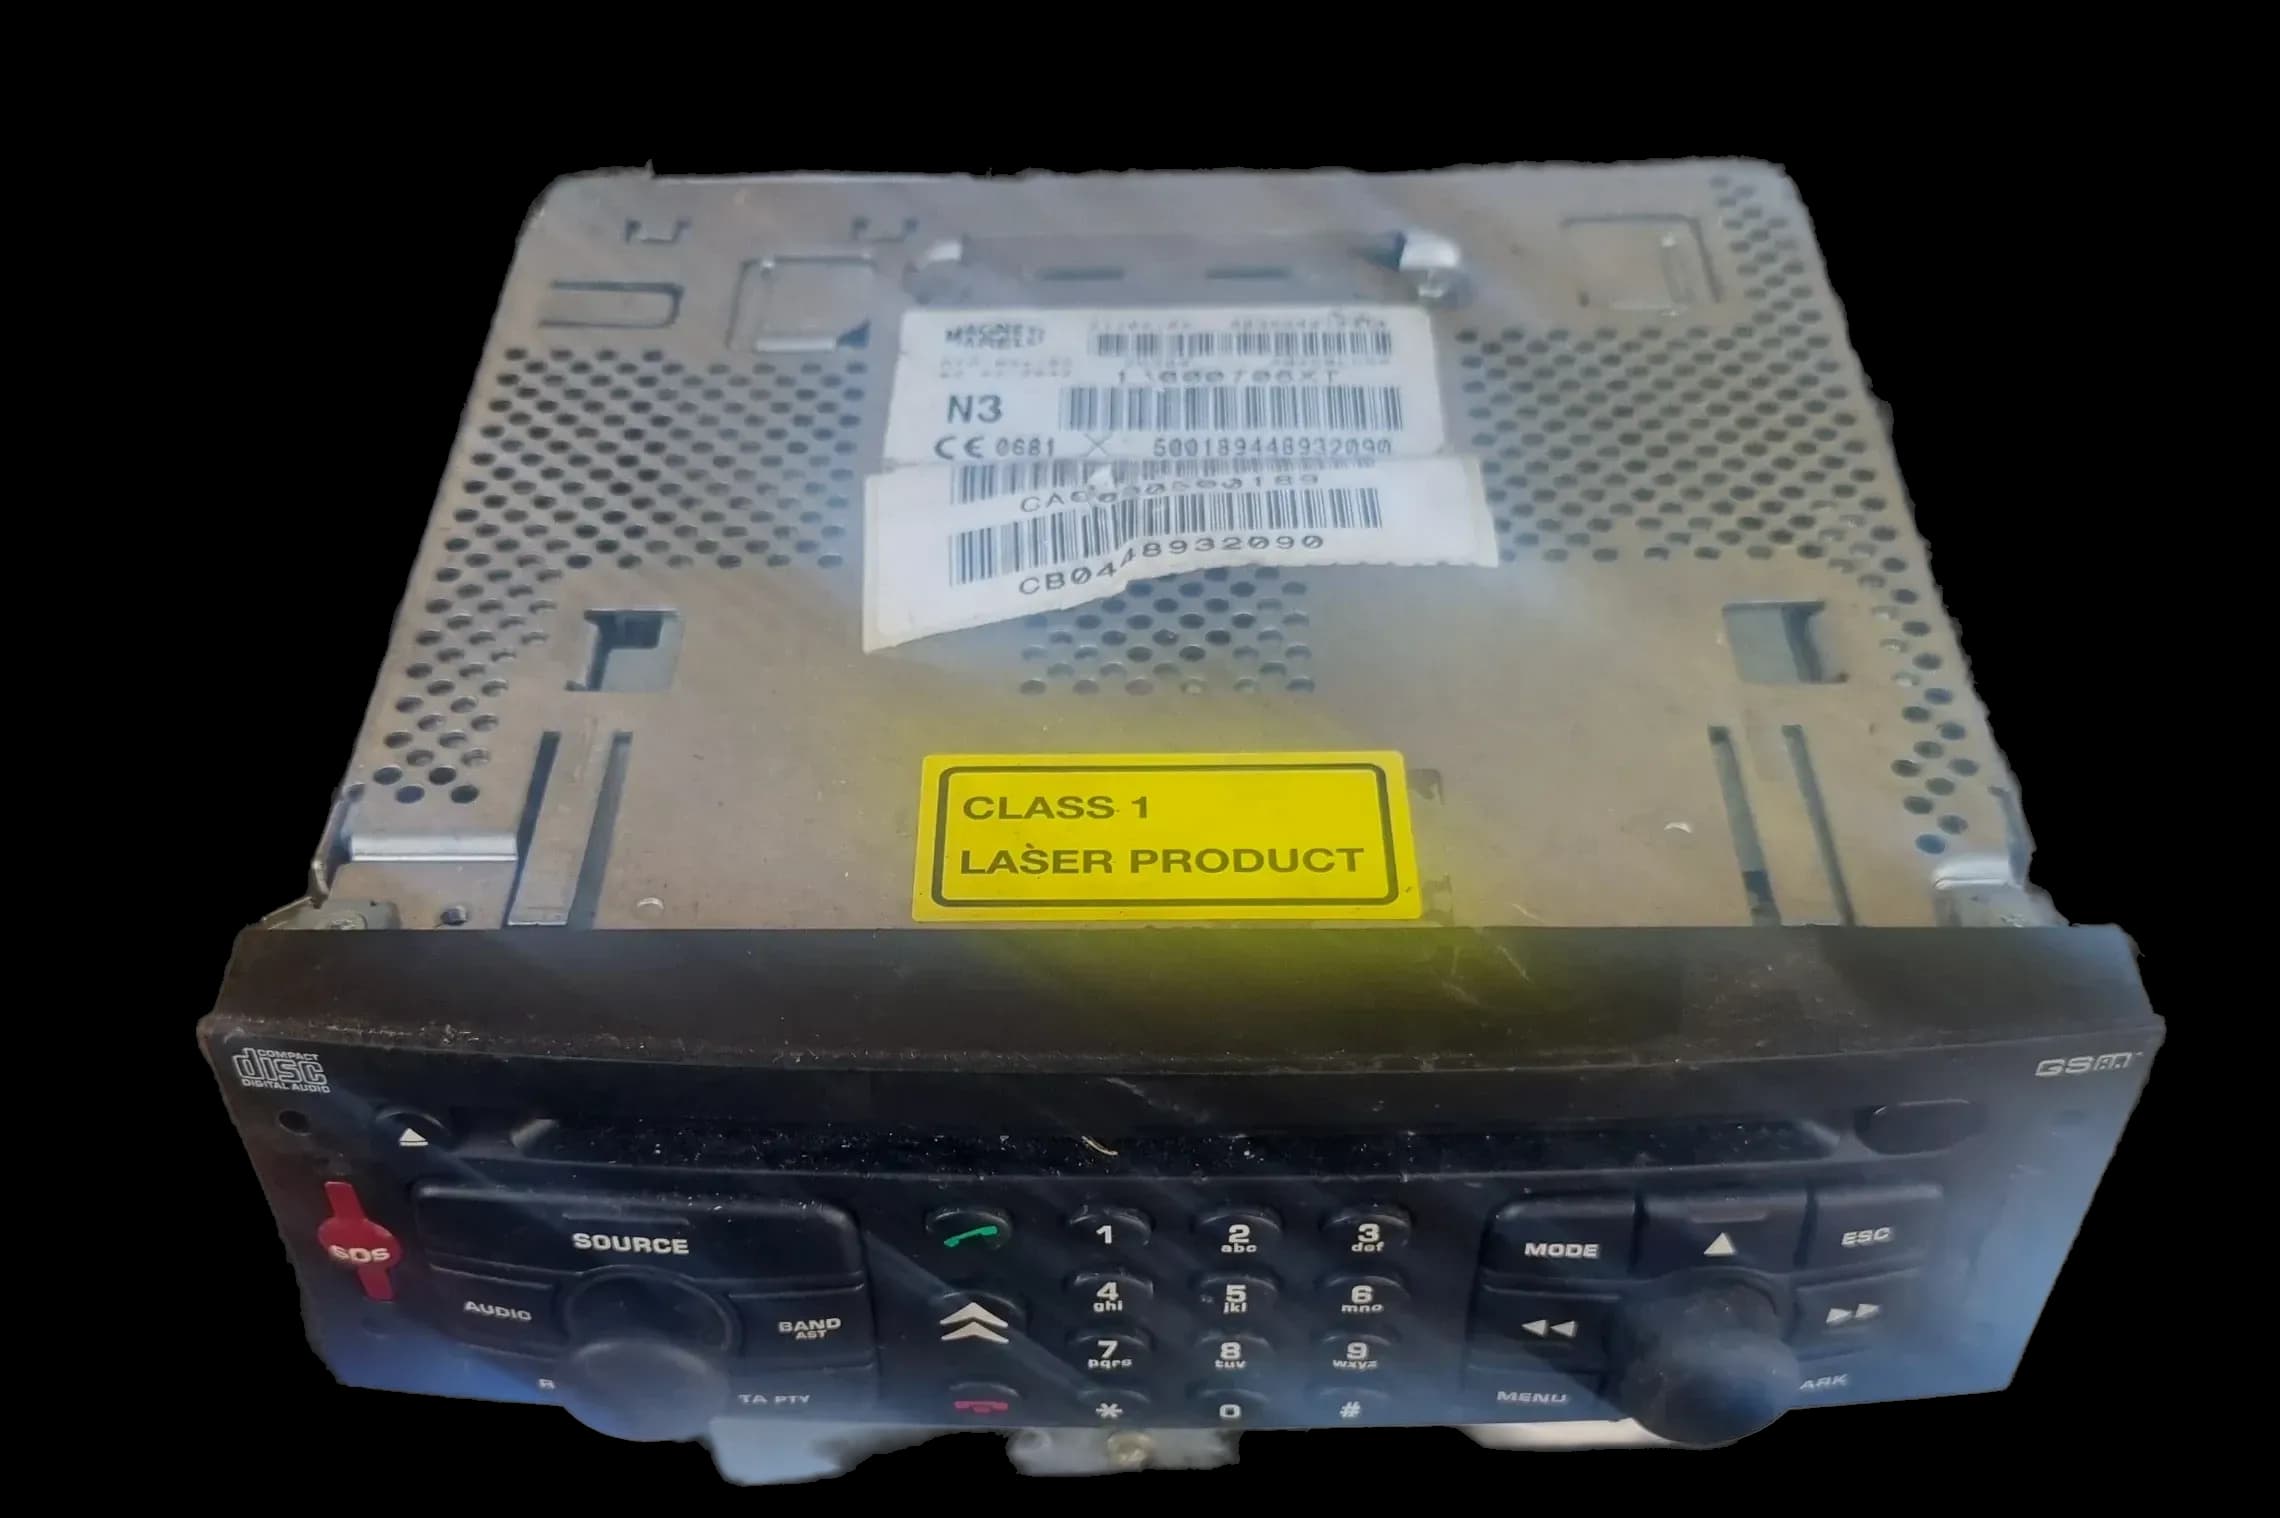 MAGNETI
MARELLI
N3
CE 0681
500189448932090
CB0448932090
CLASS 1
LASER PRODUCT
COMPACT
disc
DIGITAL AUDIO
GSM
SOS
SOURCE
AUDIO
BAND
AST
TA PTY
1
2
abc
3
def
4
ghi
5
jkl
6
mno
7
pqrs
8
tuv
9
wxyz
*
0
#
MODE
ESC
MENU